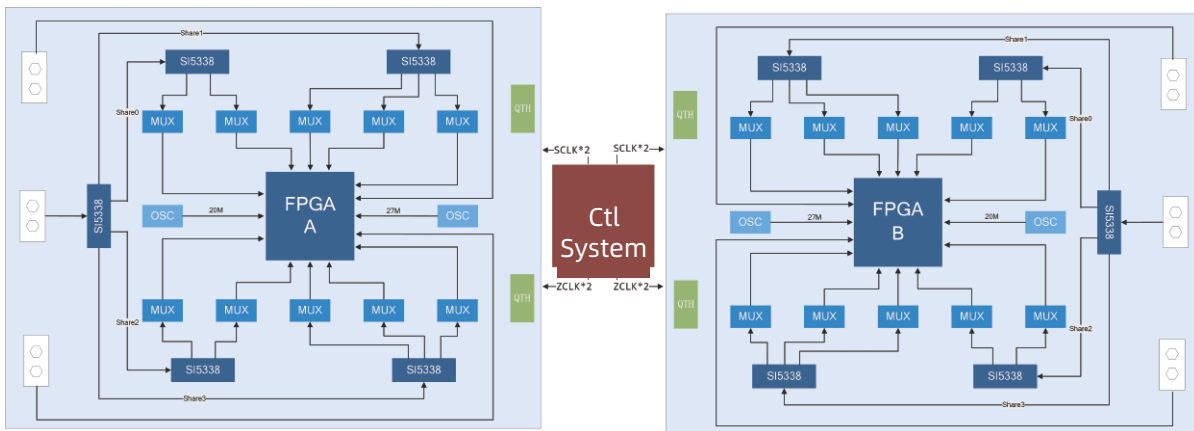 Share1
SI5338
SI5338
Share0
MUX
MUX
MUX
MUX
MUX
QTH
SI5338
OSC
20M
FPGA
A
27M
OSC
Share2
MUX
MUX
MUX
MUX
MUX
QTH
SI5338
SI5338
Share3
SCLK*2
SCLK*2
Ctl
System
ZCLK*2
ZCLK*2
Share1
SI5338
SI5338
QTH
MUX
MUX
MUX
MUX
MUX
Share0
OSC
27M
FPGA
B
20M
OSC
SI5338
QTH
MUX
MUX
MUX
MUX
MUX
Share2
SI5338
SI5338
Share3